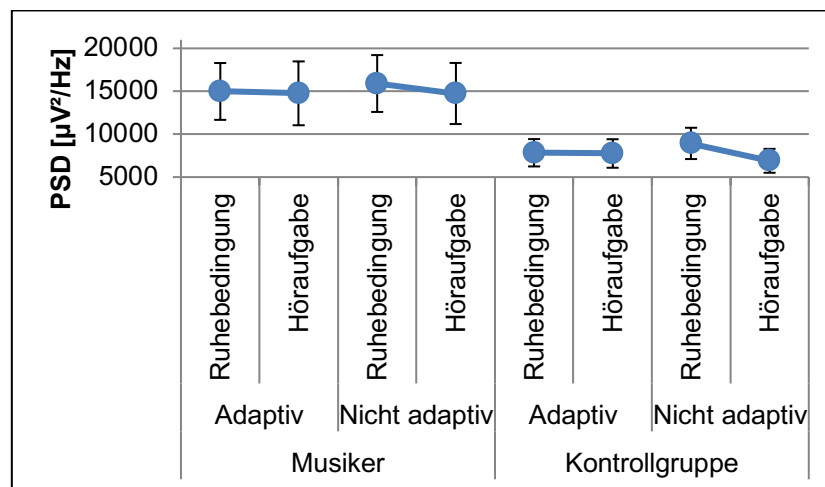 PSD [µV²/Hz]
20000
15000
10000
5000
Ruhebedingung
Höraufgabe
Ruhebedingung
Höraufgabe
Ruhebedingung
Höraufgabe
Ruhebedingung
Höraufgabe
Adaptiv
Nicht adaptiv
Adaptiv
Nicht adaptiv
Musiker
Kontrollgruppe